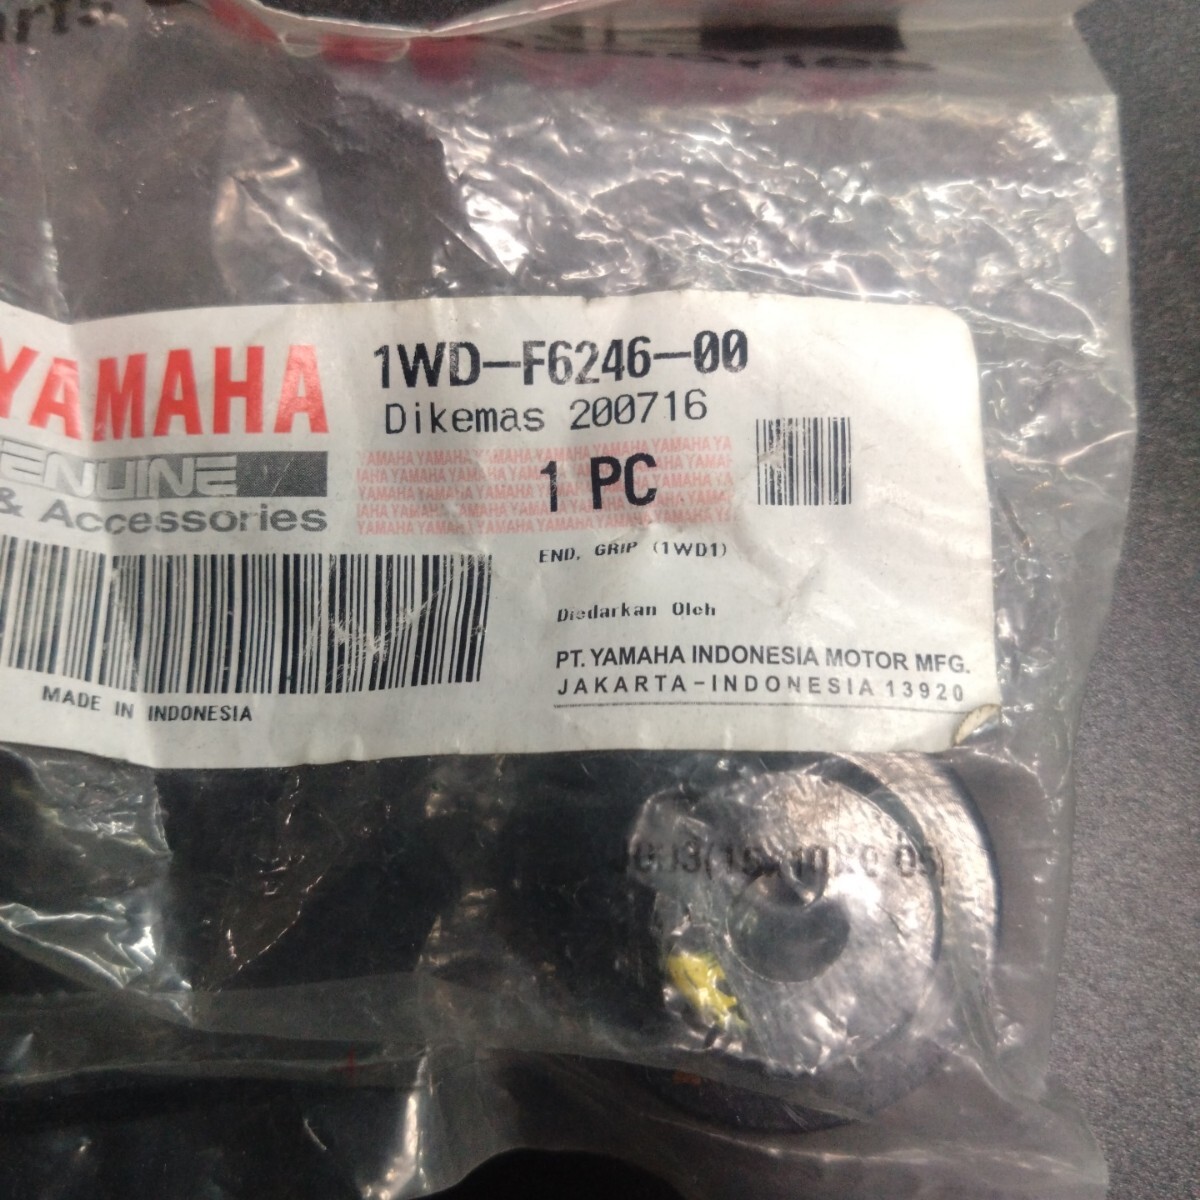 YAMAHA
1WD-F6246-00
Dikemas 200716
1 PC
GENUINE
& Accessories
END, GRIP (1WD1)
Diedarkan Oleh
PT. YAMAHA INDONESIA MOTOR MFG.
JAKARTA-INDONESIA 13920
MADE IN INDONESIA